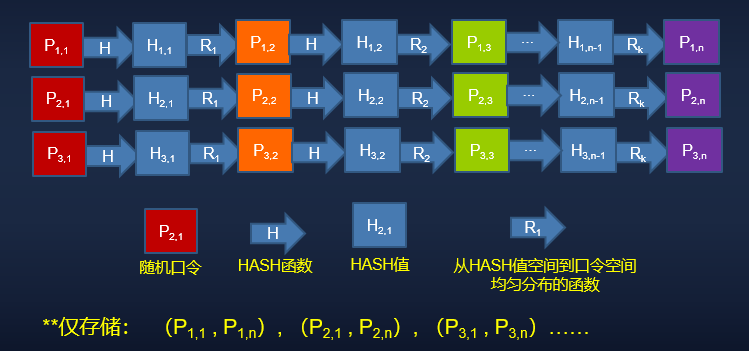 P1,1 H H1,1 R1 P1,2 H H1,2 R2 P1,3 ... H1,n-1 Rk P1,n
P2,1 H H2,1 R1 P2,2 H H2,2 R2 P2,3 ... H2,n-1 Rk P2,n
P3,1 H H3,1 R1 P3,2 H H3,2 R2 P3,3 ... H3,n-1 Rk P3,n
P2,1 H H2,1 R1
随机口令 HASH函数 HASH值 从HASH值空间到口令空间
均匀分布的函数
**仅存储： （P1,1 , P1,n）, （P2,1 , P2,n）, （P3,1 , P3,n）……